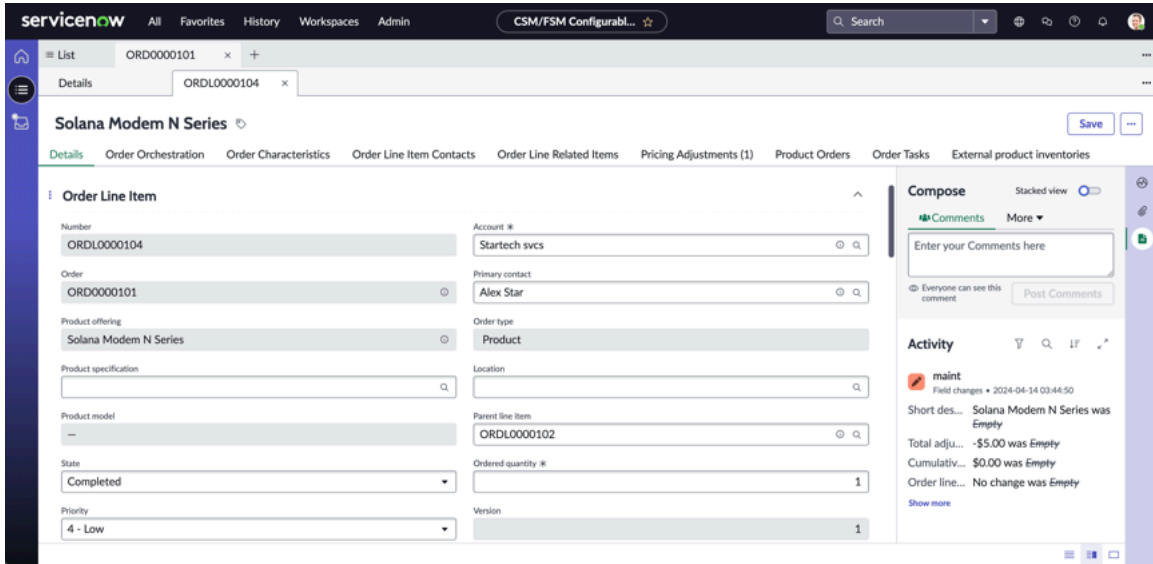 servicenow All Favorites History Workspaces Admin CSM/FSM Configurabl... Search
List ORD0000101 × +
Details ORDL0000104 ×
Solana Modem N Series Save
Details Order Orchestration Order Characteristics Order Line Item Contacts Order Line Related Items Pricing Adjustments (1) Product Orders Order Tasks External product inventories
Order Line Item
Number
ORDL0000104
Order
ORD0000101
Product offering
Solana Modem N Series
Product specification
Product model
—
State
Completed
Priority
4 - Low
Account *
Startech svcs
Primary contact
Alex Star
Order type
Product
Location
Parent line item
ORDL0000102
Ordered quantity *
1
Version
1
Compose Stacked view
Comments More
Enter your Comments here
Everyone can see this
comment
Post Comments
Activity
maint
Field changes • 2024-04-14 03:44:50
Short des... Solana Modem N Series was
Empty
Total adju... -$5.00 was Empty
Cumulativ... $0.00 was Empty
Order line... No change was Empty
Show more